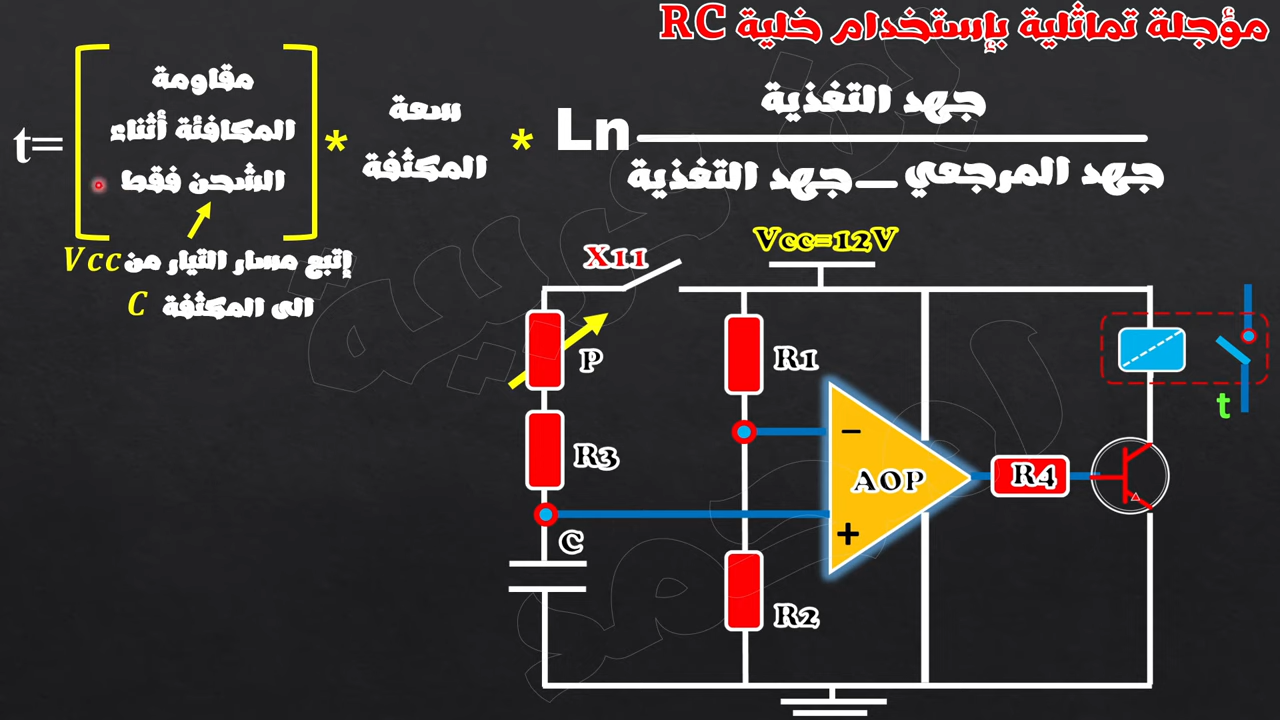 مؤجلة تماثلية بإستخدام خلية RC
t=
مقاومة
المكافئة أثناء
الشحن فقط
*
سعة
المكثفة
*
Ln
جهد التغذية
جهد التغذية – جهد المرجعي
إتبع مسار التيار من Vcc
الى المكثفة C
Vcc=12V
X11
P
R1
R3
C
R2
−
+
AOP
R4
t